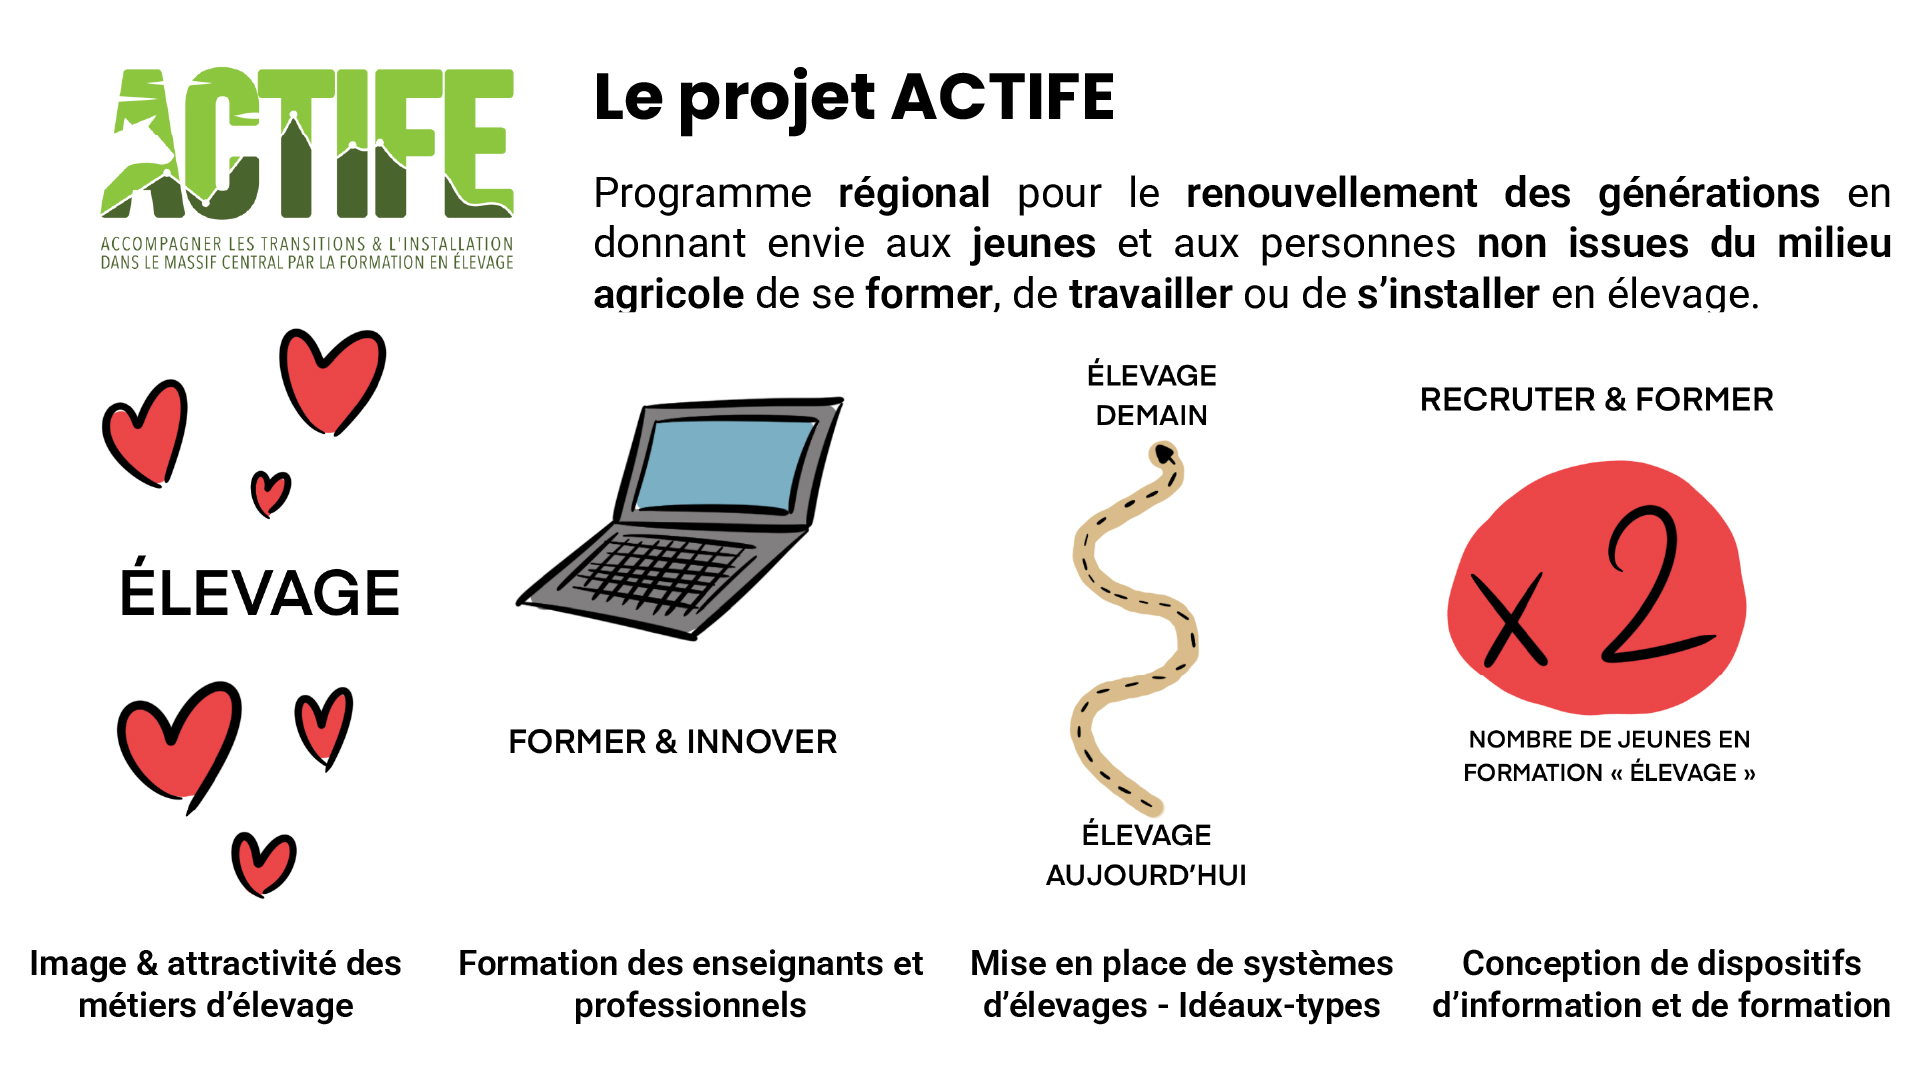 ACTIFE
ACCOMPAGNER LES TRANSITIONS & L'INSTALLATION
DANS LE MASSIF CENTRAL PAR LA FORMATION EN ÉLEVAGE
Le projet ACTIFE
Programme régional pour le renouvellement des générations en
donnant envie aux jeunes et aux personnes non issues du milieu
agricole de se former, de travailler ou de s’installer en élevage.
ÉLEVAGE
FORMER & INNOVER
ÉLEVAGE
DEMAIN
ÉLEVAGE
AUJOURD’HUI
RECRUTER & FORMER
x 2
NOMBRE DE JEUNES EN
FORMATION « ÉLEVAGE »
Image & attractivité des
métiers d’élevage
Formation des enseignants et
professionnels
Mise en place de systèmes
d’élevages - Idéaux-types
Conception de dispositifs
d’information et de formation